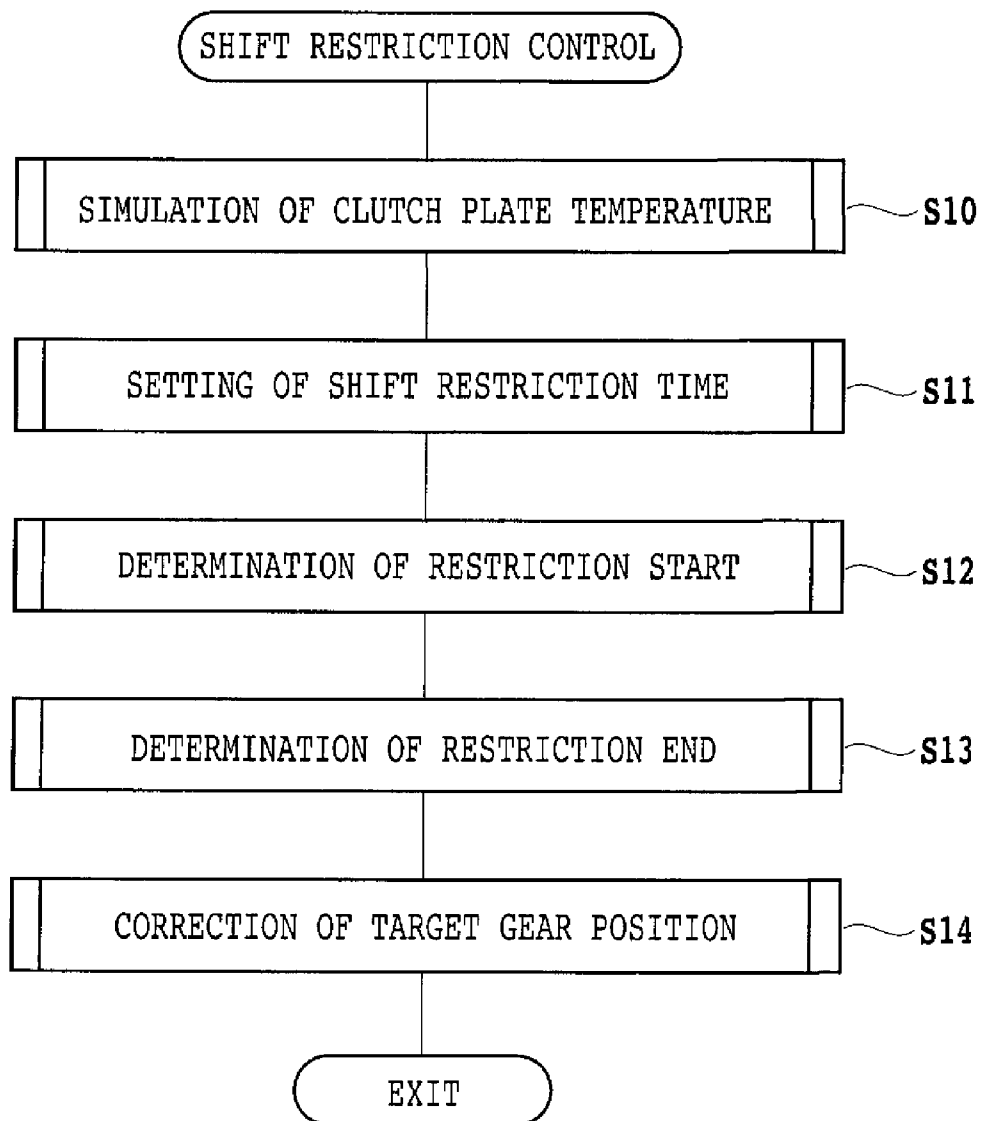 SHIFT RESTRICTION CONTROL
SIMULATION OF CLUTCH PLATE TEMPERATURE
S10
SETTING OF SHIFT RESTRICTION TIME
S11
DETERMINATION OF RESTRICTION START
S12
DETERMINATION OF RESTRICTION END
S13
CORRECTION OF TARGET GEAR POSITION
S14
EXIT